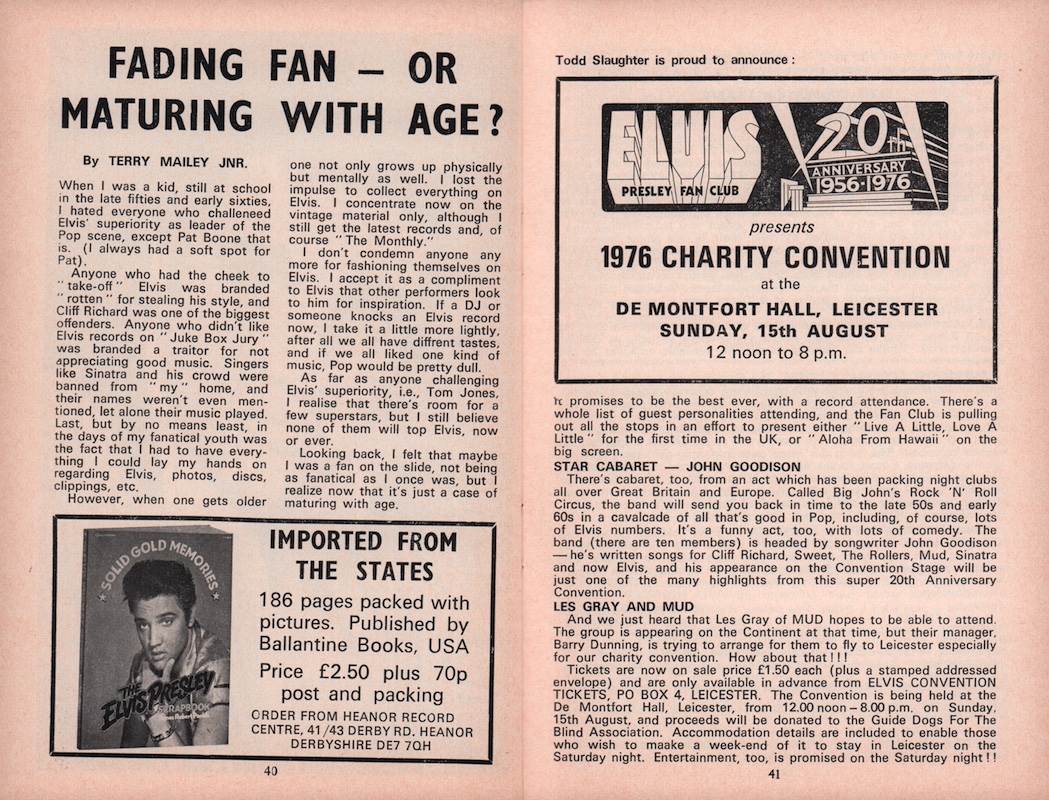 FADING FAN — OR
MATURING WITH AGE?
By TERRY MAILEY JNR.
When I was a kid, still at school
in the late fifties and early sixties,
I hated everyone who challeneed
Elvis' superiority as leader of the
Pop scene, except Pat Boone that
is. (I always had a soft spot for
Pat).
Anyone who had the cheek to
"take-off" Elvis was branded
"rotten" for stealing his style, and
Cliff Richard was one of the biggest
offenders. Anyone who didn't like
Elvis records on "Juke Box Jury"
was branded a traitor for not
appreciating good music. Singers
like Sinatra and his crowd were
banned from "my" home, and
their names weren't even men-
tioned, let alone their music played.
Last, but by no means least, in
the days of my fanatical youth was
the fact that I had to have every-
thing I could lay my hands on
regarding Elvis, photos, discs,
clippings, etc.
However, when one gets older
one not only grows up physically
but mentally as well. I lost the
impulse to collect everything on
Elvis. I concentrate now on the
vintage material only, although I
still get the latest records and, of
course "The Monthly."
I don't condemn anyone any
more for fashioning themselves on
Elvis. I accept it as a compliment
to Elvis that other performers look
to him for inspiration. If a DJ or
someone knocks an Elvis record
now, I take it a little more lightly,
after all we all have diffrent tastes,
and if we all liked one kind of
music, Pop would be pretty dull.
As far as anyone challenging
Elvis' superiority, i.e., Tom Jones,
I realise that there's room for a
few superstars, but I still believe
none of them will top Elvis, now
or ever.
Looking back, I felt that maybe
I was a fan on the slide, not being
as fanatical as I once was, but I
realize now that it's just a case of
maturing with age.
SOLID GOLD MEMORIES
THE
ELVIS PRESLEY
SCRAPBOOK
James Robert Parish
IMPORTED FROM
THE STATES
186 pages packed with
pictures. Published by
Ballantine Books, USA
Price £2.50 plus 70p
post and packing
ORDER FROM HEANOR RECORD
CENTRE, 41/43 DERBY RD. HEANOR
DERBYSHIRE DE7 7QH
40
Todd Slaughter is proud to announce:
ELVIS
PRESLEY FAN CLUB
20th
ANNIVERSARY
1956-1976
presents
1976 CHARITY CONVENTION
at the
DE MONTFORT HALL, LEICESTER
SUNDAY, 15th AUGUST
12 noon to 8 p.m.
It promises to be the best ever, with a record attendance. There's a
whole list of guest personalities attending, and the Fan Club is pulling
out all the stops in an effort to present either "Live A Little, Love A
Little" for the first time in the UK, or "Aloha From Hawaii" on the
big screen.
STAR CABARET — JOHN GOODISON
There's cabaret, too, from an act which has been packing night clubs
all over Great Britain and Europe. Called Big John's Rock 'N' Roll
Circus, the band will send you back in time to the late 50s and early
60s in a cavalcade of all that's good in Pop, including, of course, lots
of Elvis numbers. It's a funny act, too, with lots of comedy. The
band (there are ten members) is headed by songwriter John Goodison
—he's written songs for Cliff Richard, Sweet, The Rollers, Mud, Sinatra
and now Elvis, and his appearance on the Convention Stage will be
just one of the many highlights from this super 20th Anniversary
Convention.
LES GRAY AND MUD
And we just heard that Les Gray of MUD hopes to be able to attend.
The group is appearing on the Continent at that time, but their manager,
Barry Dunning, is trying to arrange for them to fly to Leicester especially
for our charity convention. How about that!!!
Tickets are now on sale price £1.50 each (plus a stamped addressed
envelope) and are only available in advance from ELVIS CONVENTION
TICKETS, PO BOX 4, LEICESTER. The Convention is being held at the
De Montfort Hall, Leicester, from 12.00 noon – 8.00 p.m. on Sunday,
15th August, and proceeds will be donated to the Guide Dogs For The
Blind Association. Accommodation details are included to enable those
who wish to maake a week-end of it to stay in Leicester on the
Saturday night. Entertainment, too, is promised on the Saturday night!!
41